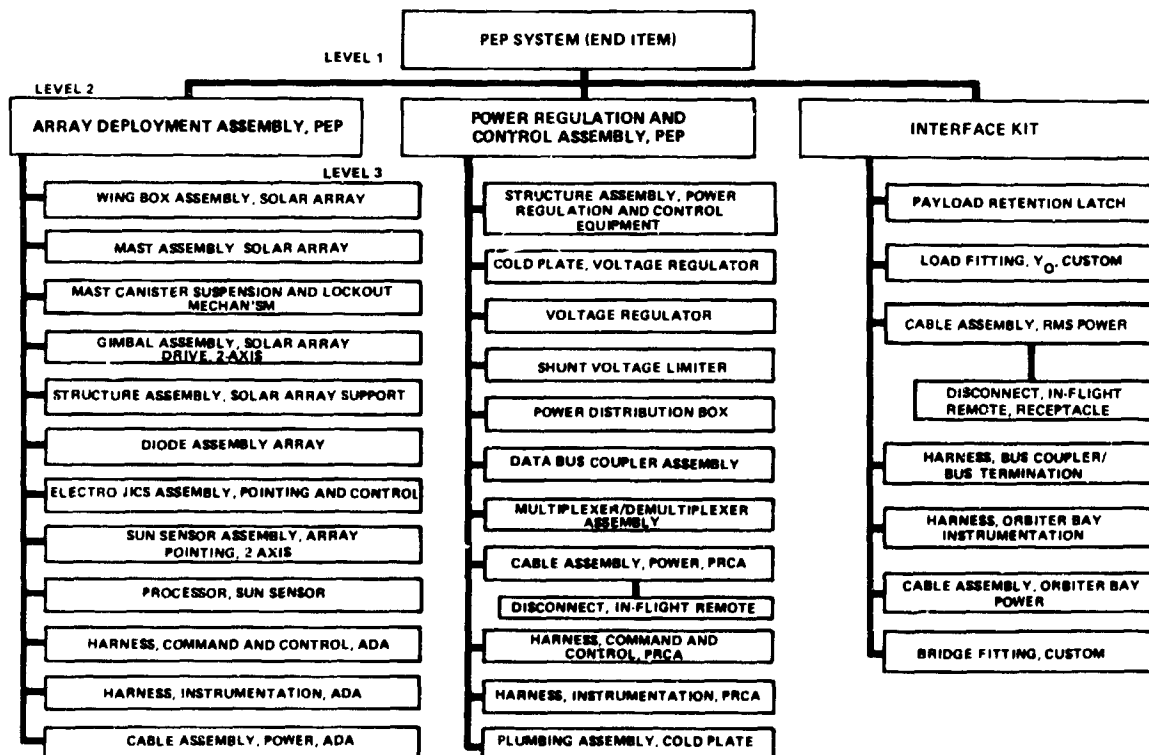 PEP SYSTEM (END ITEM)
LEVEL 1
LEVEL 2
ARRAY DEPLOYMENT ASSEMBLY, PEP
LEVEL 3
WING BOX ASSEMBLY, SOLAR ARRAY
MAST ASSEMBLY SOLAR ARRAY
MAST CANISTER SUSPENSION AND LOCKOUT
MECHAN'SM
GIMBAL ASSEMBLY, SOLAR ARRAY
DRIVE, 2-AXIS
STRUCTURE ASSEMBLY, SOLAR ARRAY SUPPORT
DIODE ASSEMBLY ARRAY
ELECTRO JICS ASSEMBLY, POINTING AND CONTROL
SUN SENSOR ASSEMBLY, ARRAY
POINTING, 2 AXIS
PROCESSOR, SUN SENSOR
HARNESS, COMMAND AND CONTROL, ADA
HARNESS, INSTRUMENTATION, ADA
CABLE ASSEMBLY, POWER, ADA
POWER REGULATION AND
CONTROL ASSEMBLY, PEP
STRUCTURE ASSEMBLY, POWER
REGULATION AND CONTROL
EQUIPMENT
COLD PLATE, VOLTAGE REGULATOR
VOLTAGE REGULATOR
SHUNT VOLTAGE LIMITER
POWER DISTRIBUTION BOX
DATA BUS COUPLER ASSEMBLY
MULTIPLEXER/DEMULTIPLEXER
ASSEMBLY
CABLE ASSEMBLY, POWER, PRCA
DISCONNECT, IN-FLIGHT REMOTE
HARNESS, COMMAND AND
CONTROL, PRCA
HARNESS, INSTRUMENTATION, PRCA
PLUMBING ASSEMBLY, COLD PLATE
INTERFACE KIT
PAYLOAD RETENTION LATCH
LOAD FITTING, YO, CUSTOM
CABLE ASSEMBLY, RMS POWER
DISCONNECT, IN-FLIGHT
REMOTE, RECEPTACLE
HARNESS, BUS COUPLER/
BUS TERMINATION
HARNESS, ORBITER BAY
INSTRUMENTATION
CABLE ASSEMBLY, ORBITER BAY
POWER
BRIDGE FITTING, CUSTOM